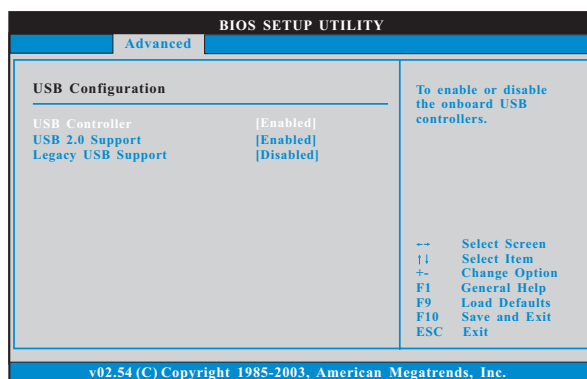 BIOS SETUP UTILITY
Advanced
USB Configuration
USB Controller [Enabled]
USB 2.0 Support [Enabled]
Legacy USB Support [Disabled]
To enable or disable
the onboard USB
controllers.
←→ Select Screen
↑↓ Select Item
+- Change Option
F1 General Help
F9 Load Defaults
F10 Save and Exit
ESC Exit
v02.54 (C) Copyright 1985-2003, American Megatrends, Inc.